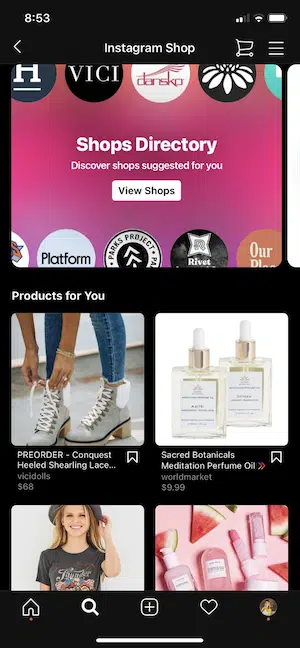 8:53
Instagram Shop
H
VICI
dansko
Shops Directory
Discover shops suggested for you
View Shops
Platform
PARKS PROJECT
Rivet
Our
Products for You
PREORDER - Conquest
Heeled Shearling Lace...
vicidolls
$68
Sacred Botanicals
Meditation Perfume Oil
worldmarket
$9.99